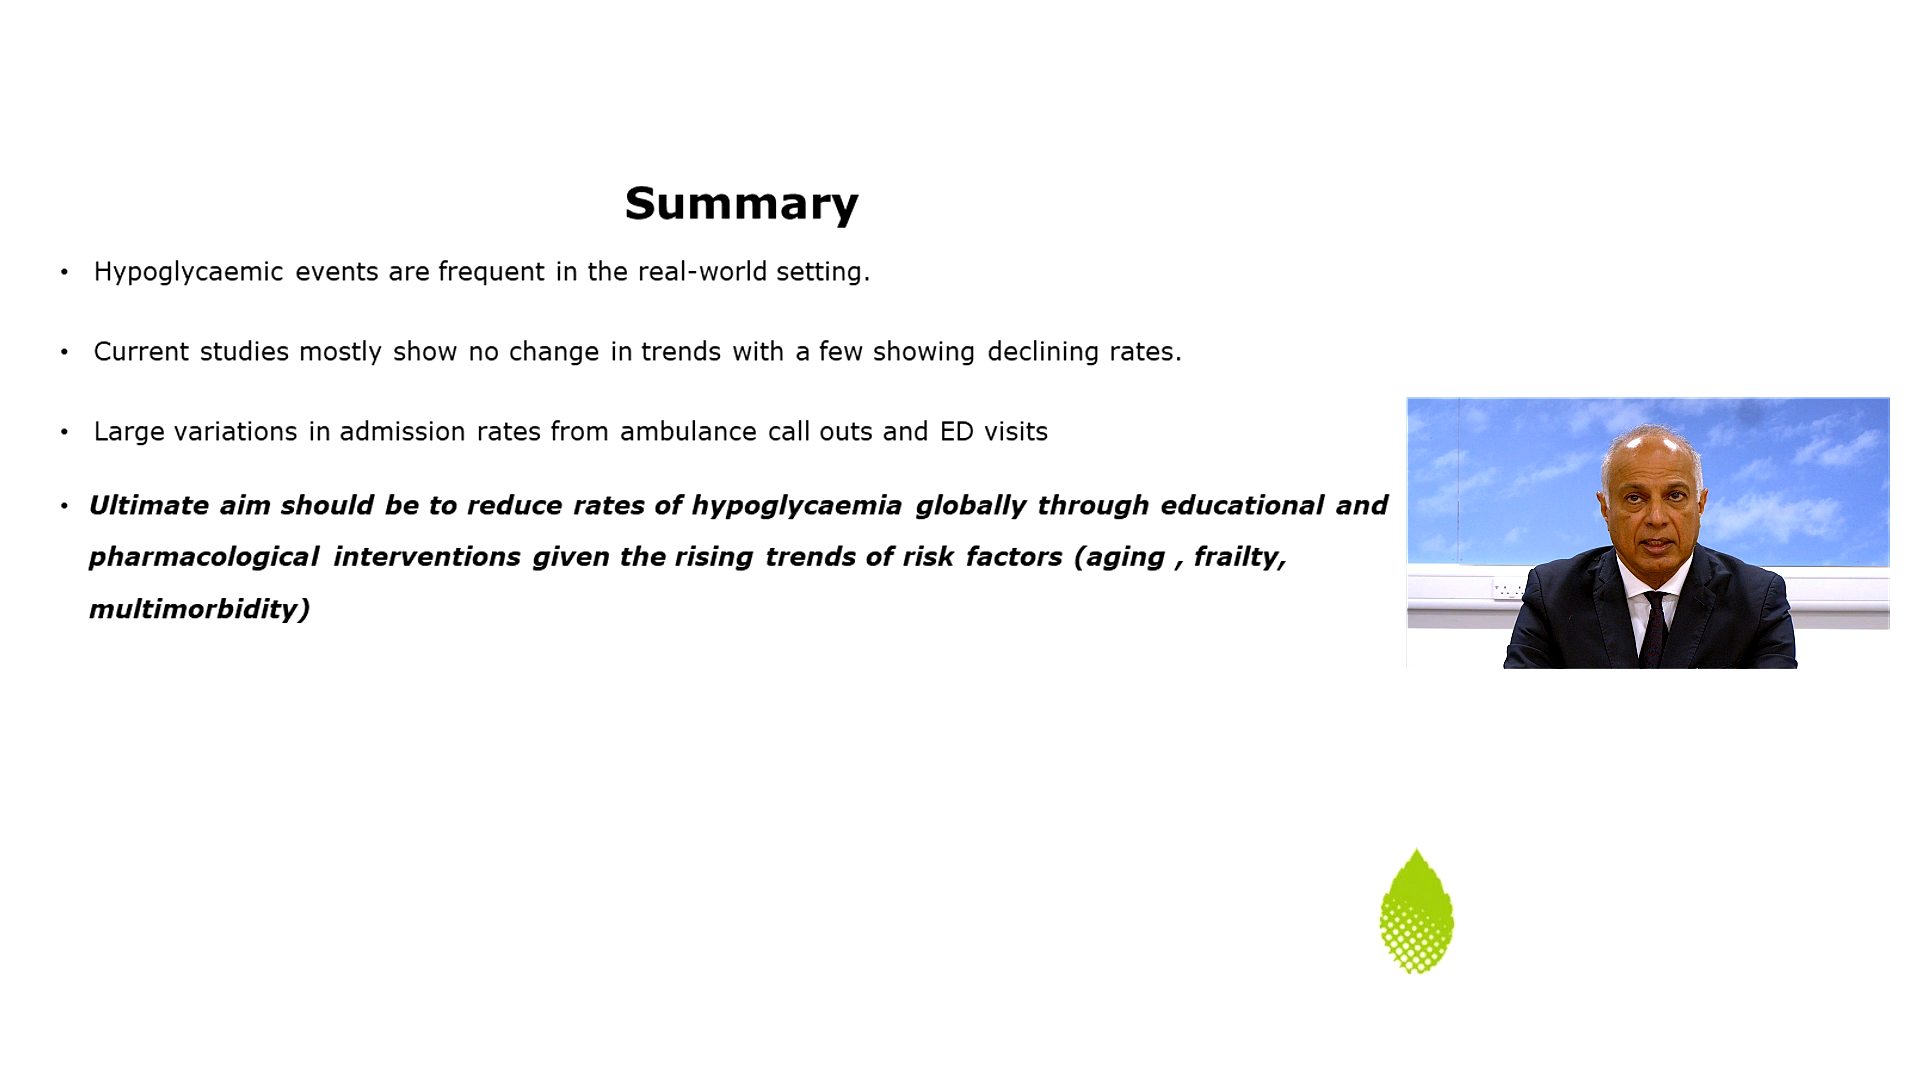 Summary
• Hypoglycaemic events are frequent in the real-world setting.
• Current studies mostly show no change in trends with a few showing declining rates.
• Large variations in admission rates from ambulance call outs and ED visits
• Ultimate aim should be to reduce rates of hypoglycaemia globally through educational and
pharmacological interventions given the rising trends of risk factors (aging , frailty,
multimorbidity)